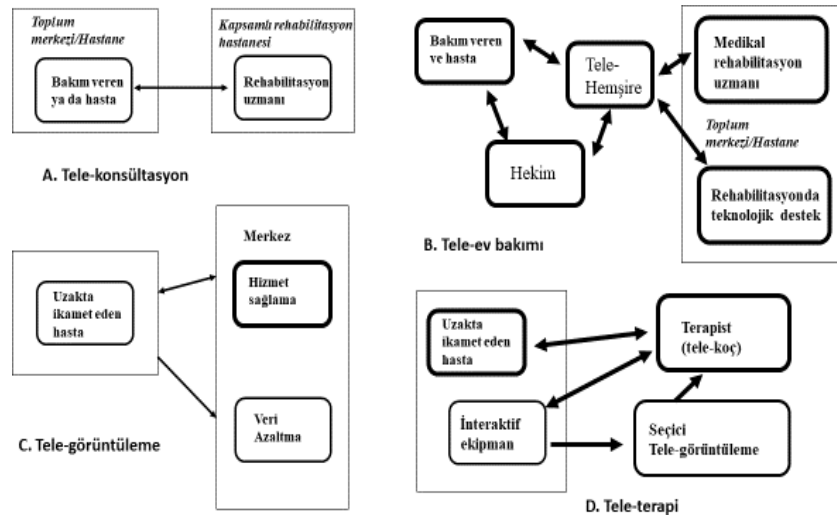 Toplum
merkezi/Hastane
Bakım veren
ya da hasta
Kapsamlı rehabilitasyon
hastanesi
Rehabilitasyon
uzmanı
A. Tele-konsültasyon
Bakım veren
ve hasta
Tele-
Hemşire
Hekim
Medikal
rehabilitasyon
uzmanı
Toplum
merkezi/Hastane
Rehabilitasyonda
teknolojik destek
B. Tele-ev bakımı
Uzakta
ikamet eden
hasta
Merkez
Hizmet
sağlama
Veri
Azaltma
C. Tele-görüntüleme
Uzakta
ikamet eden
hasta
Terapist
(tele-koç)
İnteraktif
ekipman
Seçici
Tele-görüntüleme
D. Tele-terapi